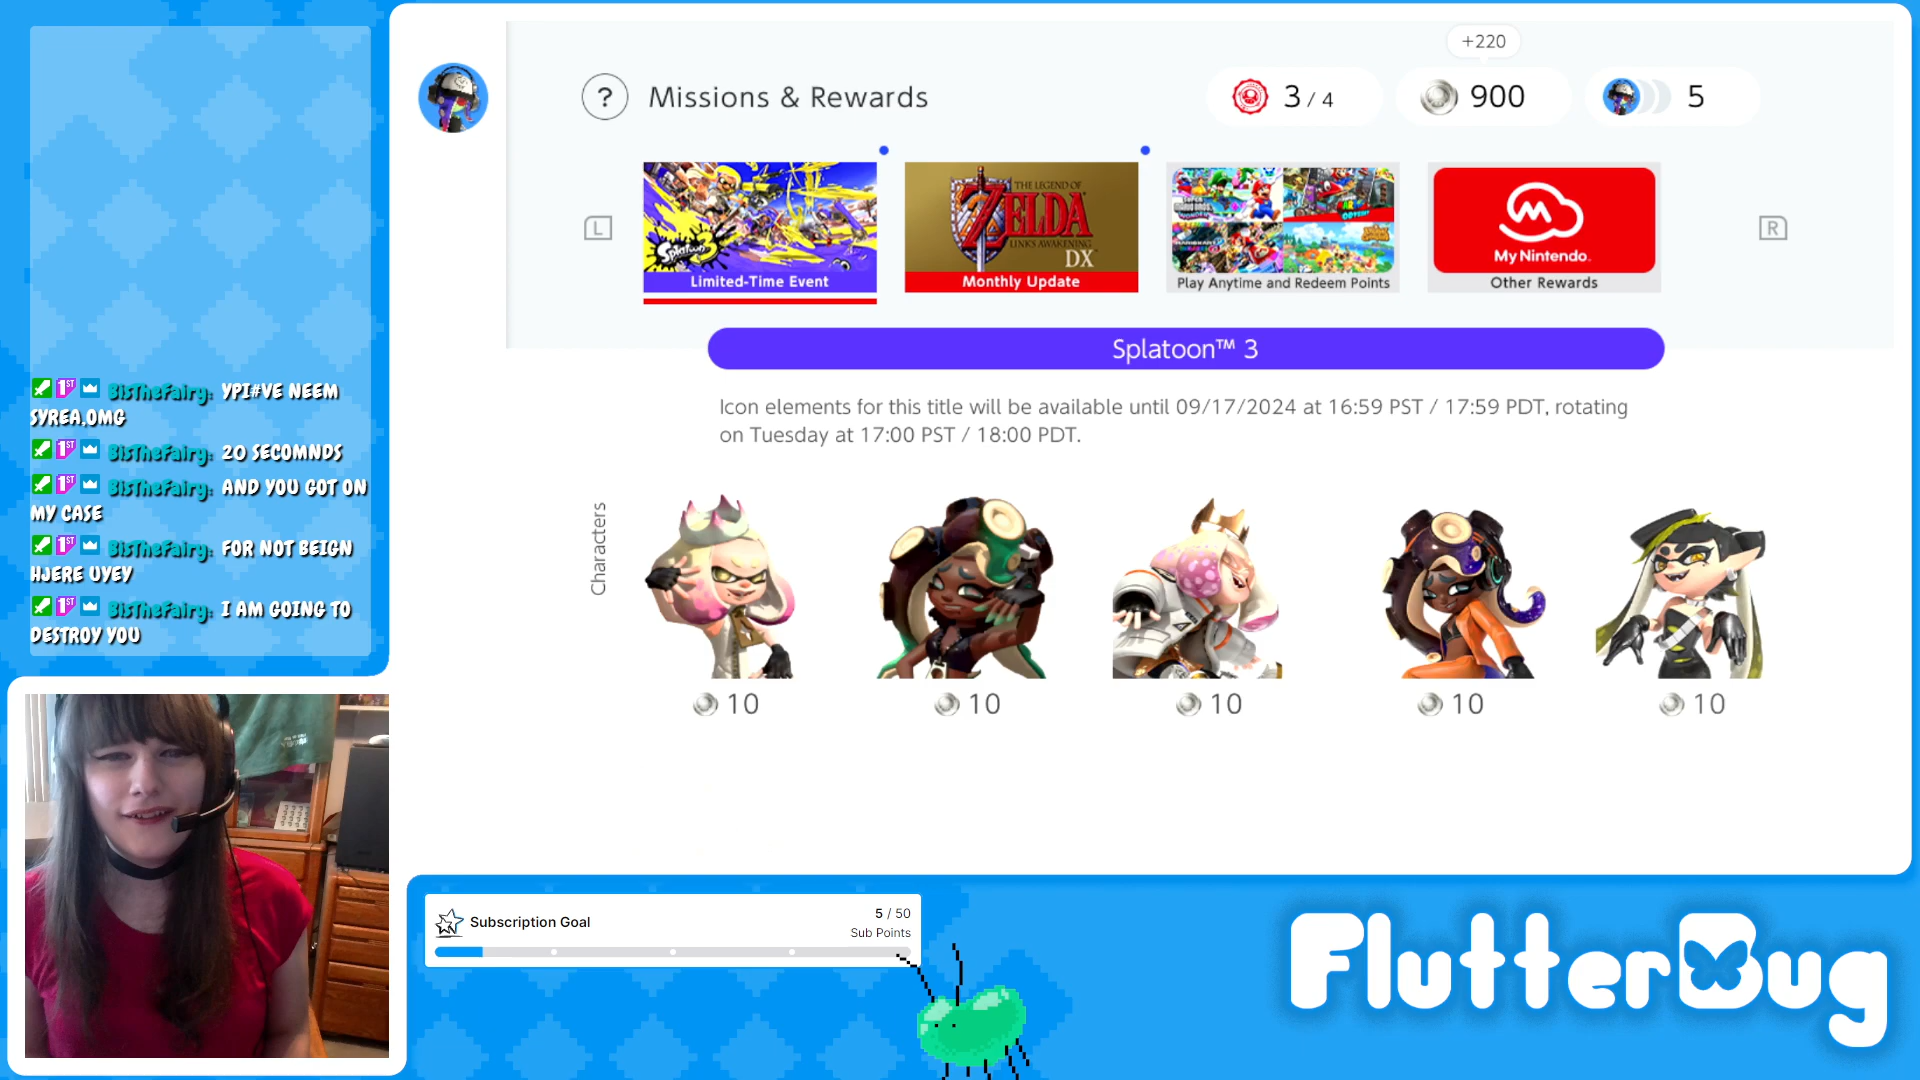 BisTheFairy: YPI#VE NEEM
SYREA,OMG
BisTheFairy: 20 SECOMNDS
BisTheFairy: AND YOU GOT ON
MY CASE
BisTheFairy: FOR NOT BEIGN
HJERE UYEY
BisTheFairy: I AM GOING TO
DESTROY YOU
+220
? Missions & Rewards
3 / 4
900
5
L
Splatoon 3
Limited-Time Event
THE LEGEND OF
ZELDA
LINK'S AWAKENING
DX
Monthly Update
Play Anytime and Redeem Points
My Nintendo
Other Rewards
R
Splatoon™ 3
Icon elements for this title will be available until 09/17/2024 at 16:59 PST / 17:59 PDT, rotating
on Tuesday at 17:00 PST / 18:00 PDT.
Characters
10
10
10
10
10
Subscription Goal
5 / 50
Sub Points
FlutterBug